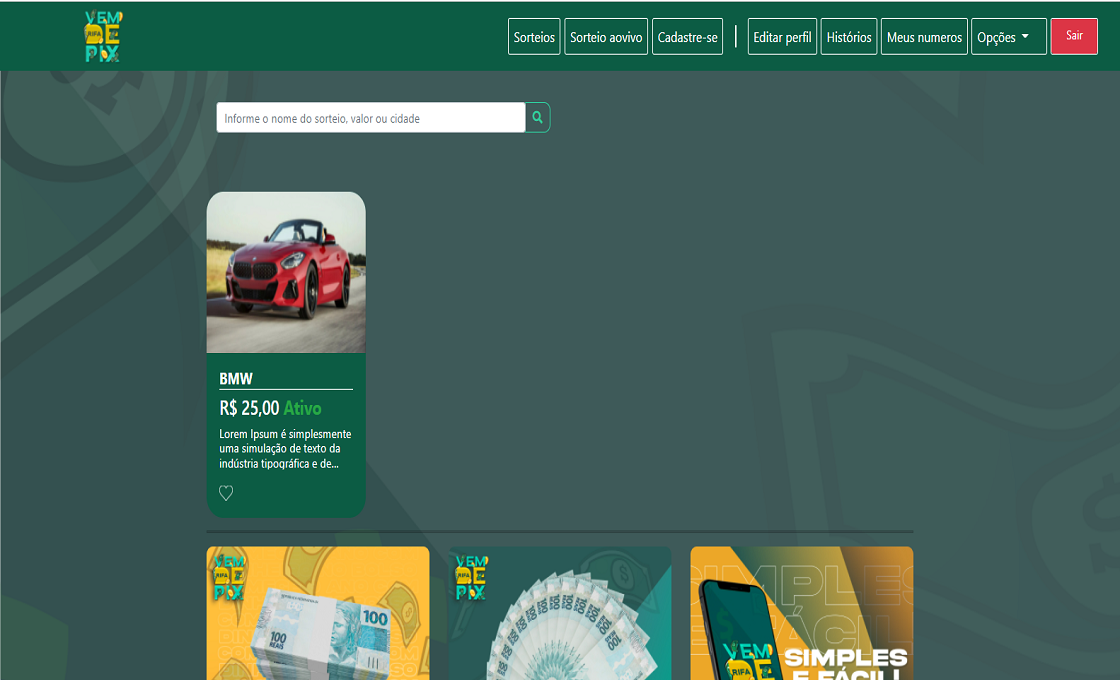 VEM
DE
RIFA
PIX
Sorteios
Sorteio aovivo
Cadastre-se
Editar perfil
Histórios
Meus numeros
Opções
Sair
Informe o nome do sorteio, valor ou cidade
BMW
R$ 25,00 Ativo
Lorem Ipsum é simplesmente
uma simulação de texto da
indústria tipográfica e de...
VEM
DE
RIFA
PIX
100
100
REAIS
VEM
DE
RIFA
PIX
100
SIMPLES
É FÁCIL
VEM
DE
RIFA
SIMPLES
E FÁCIL!